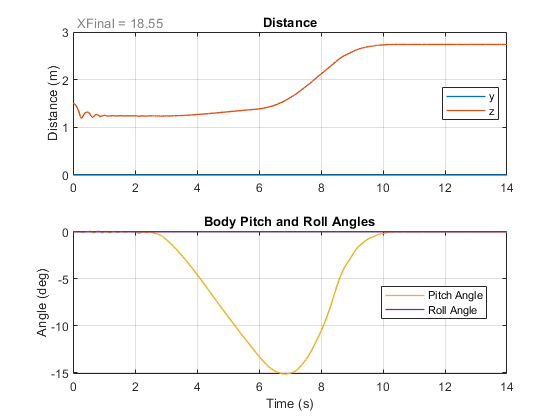 XFinal = 18.55
Distance
Distance (m)
3
2
1
0
y
z
0 2 4 6 8 10 12 14
Body Pitch and Roll Angles
Angle (deg)
0
-5
-10
-15
Pitch Angle
Roll Angle
0 2 4 6 8 10 12 14
Time (s)